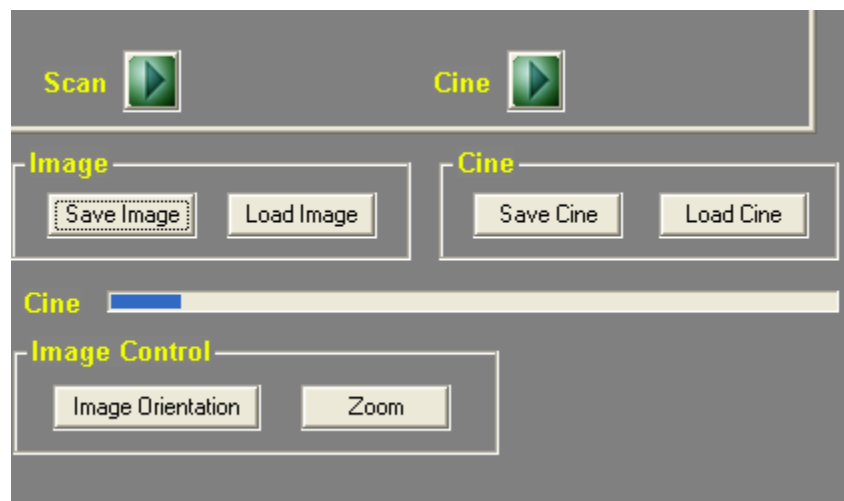 Scan Cine
Image Cine
Save Image Load Image Save Cine Load Cine
Cine
Image Control
Image Orientation Zoom